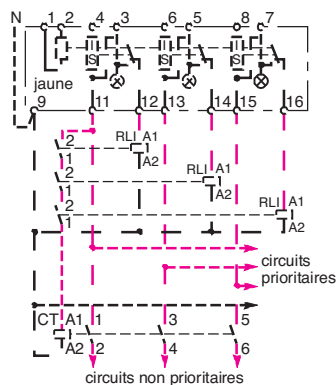 N 1 2 4 3 6 5 8 7
S S S
jaune
9 11 12 13 14 15 16
2 RLI A1
1 A2
2 RLI A1
1 A2
2 RLI A1
1 A2
circuits
prioritaires
CT A1 1 3 5
A2 2 4 6
circuits non prioritaires